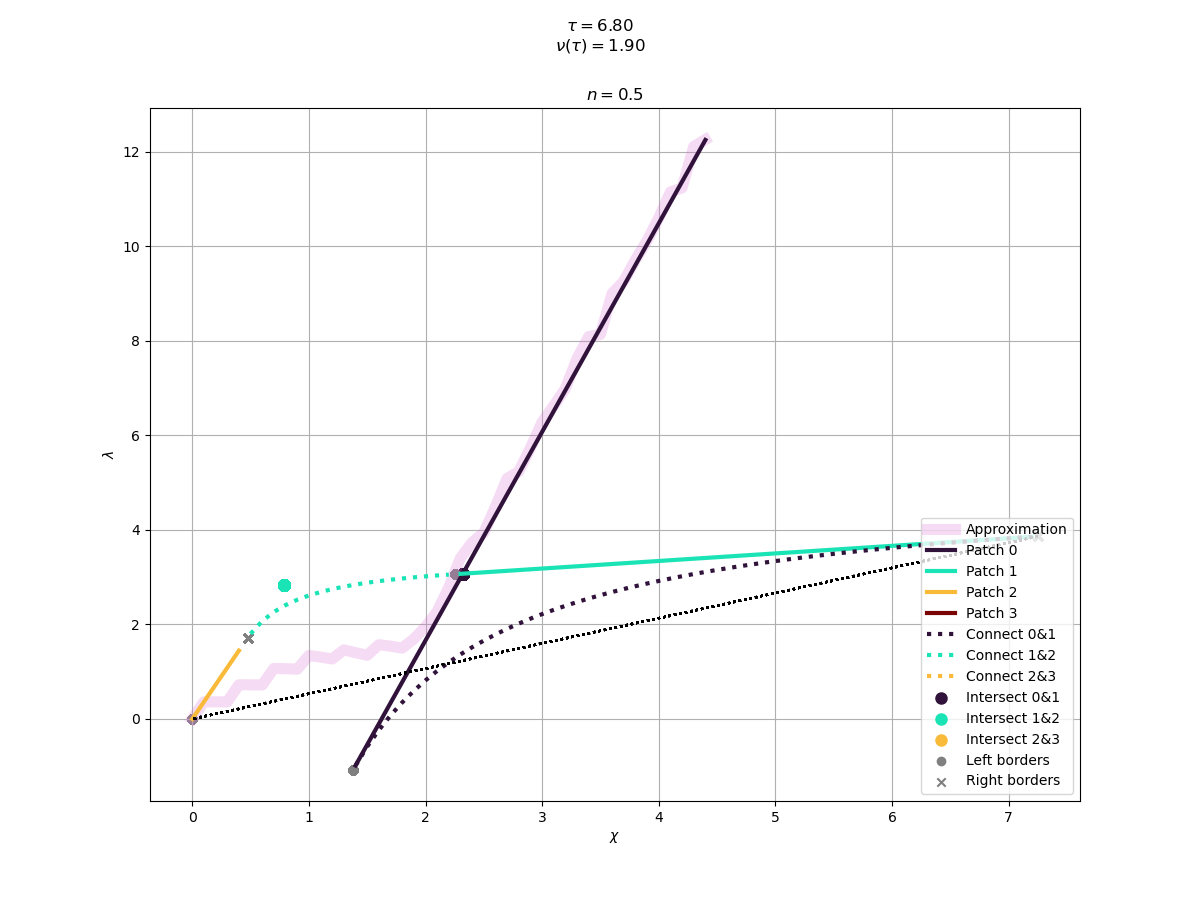 τ = 6.80
ν(τ) = 1.90
n = 0.5
12
10
8
6
4
2
0
λ
0 1 2 3 4 5 6 7
χ
Approximation
Patch 0
Patch 1
Patch 2
Patch 3
Connect 0&1
Connect 1&2
Connect 2&3
Intersect 0&1
Intersect 1&2
Intersect 2&3
Left borders
Right borders